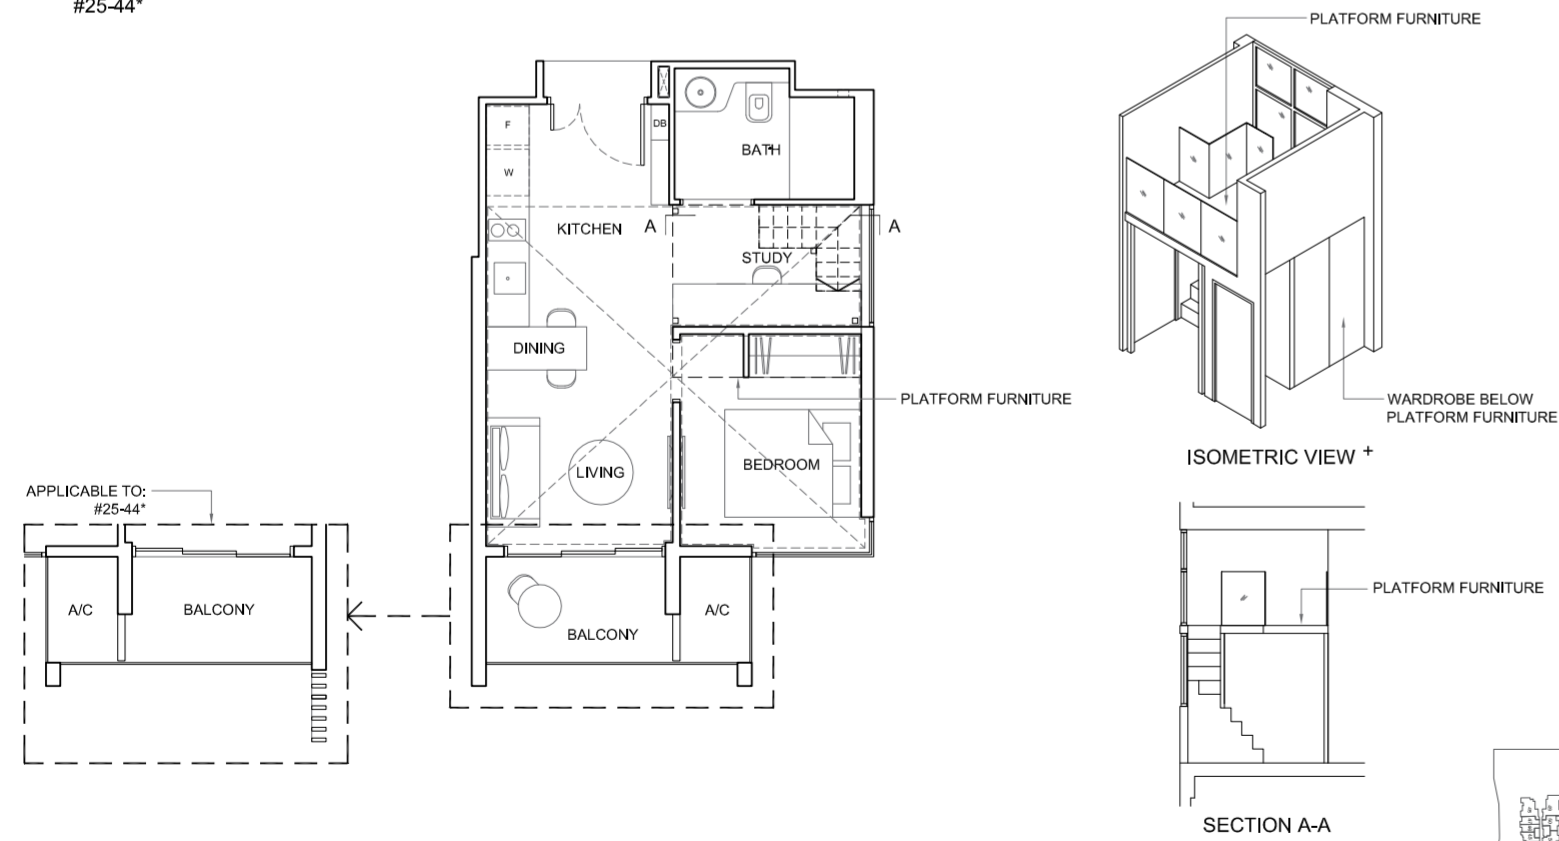 #25-44*
PLATFORM FURNITURE
F
DB
W
BATH
A
KITCHEN
A
STUDY
DINING
PLATFORM FURNITURE
WARDROBE BELOW
PLATFORM FURNITURE
ISOMETRIC VIEW +
LIVING
BEDROOM
APPLICABLE TO:
#25-44*
PLATFORM FURNITURE
A/C
BALCONY
A/C
BALCONY
SECTION A-A